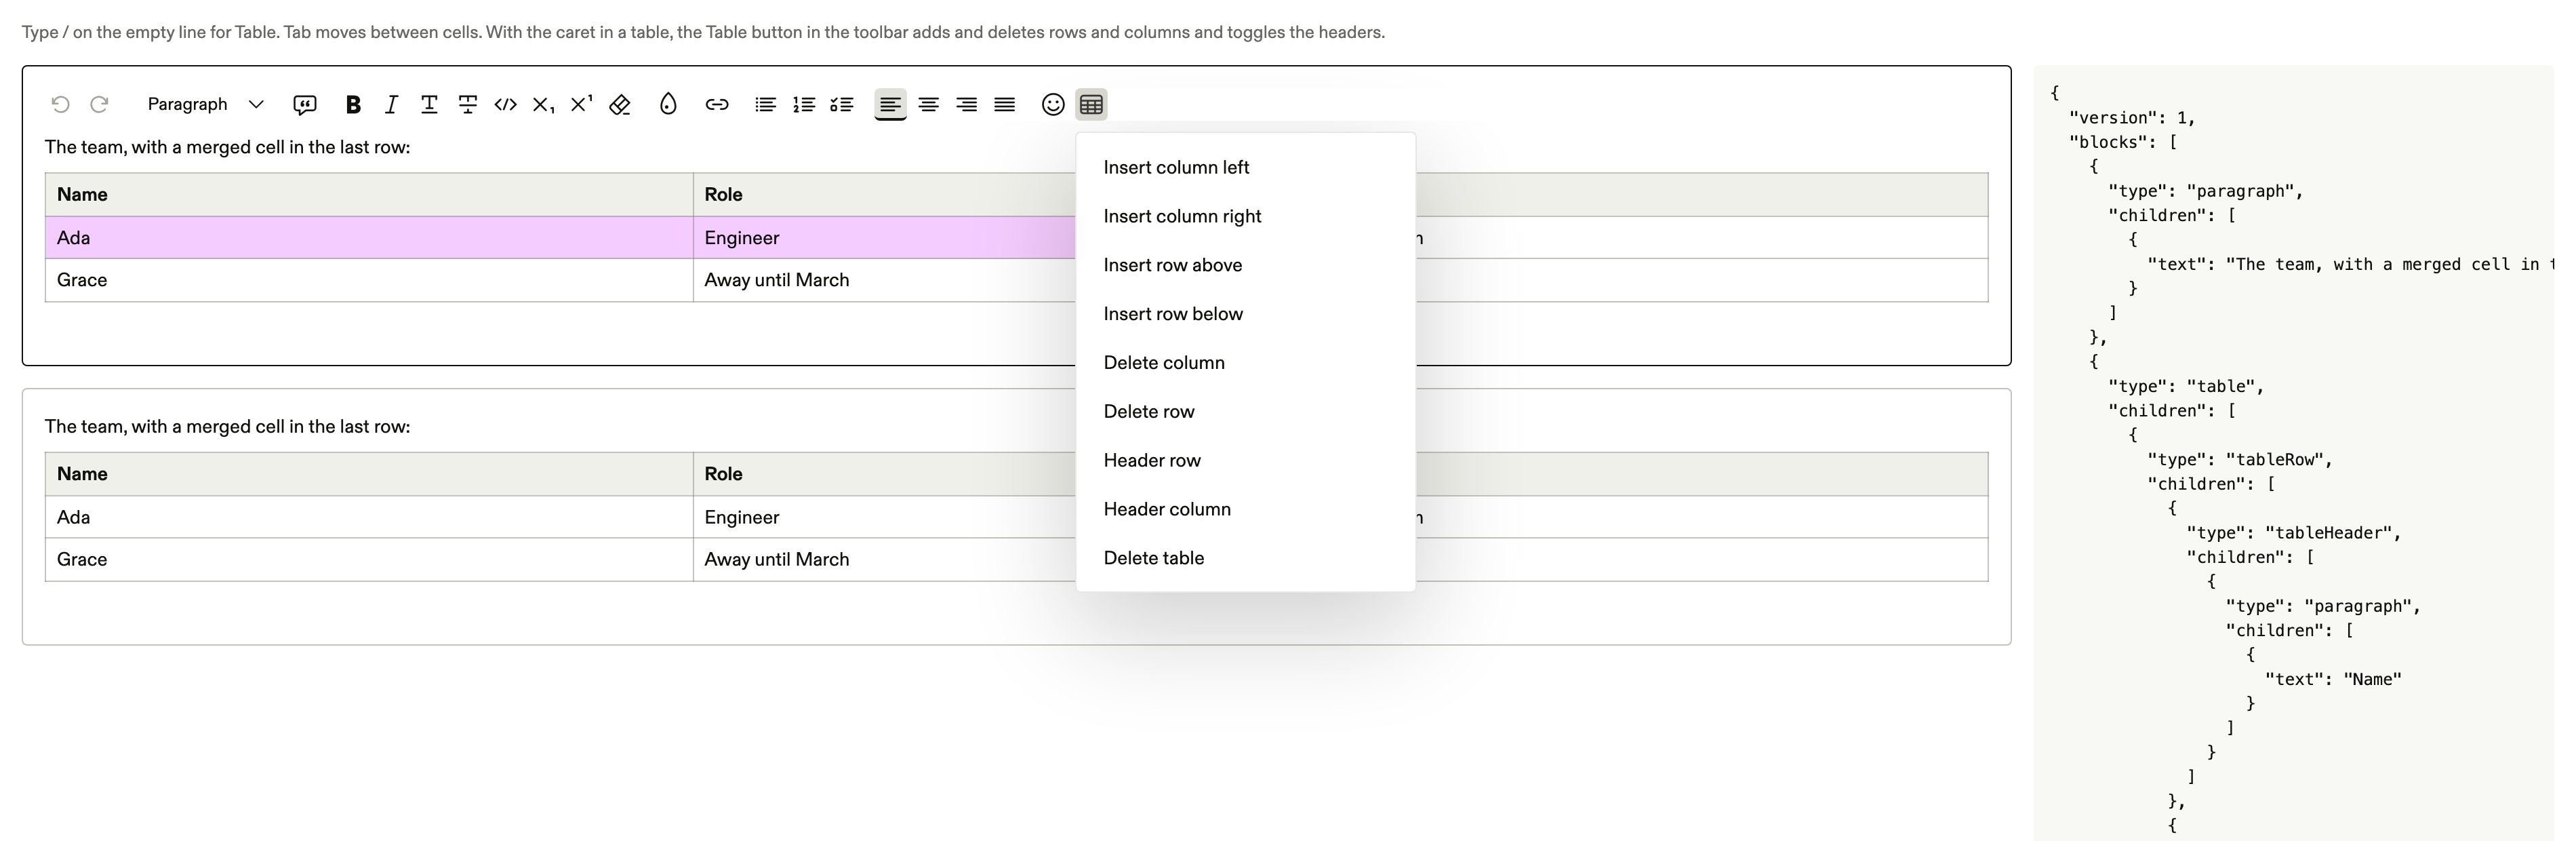 Type / on the empty line for Table. Tab moves between cells. With the caret in a table, the Table button in the toolbar adds and deletes rows and columns and toggles the headers.
Paragraph
The team, with a merged cell in the last row:
Name Role
Ada Engineer
Grace Away until March
Insert column left
Insert column right
Insert row above
Insert row below
Delete column
Delete row
Header row
Header column
Delete table
The team, with a merged cell in the last row:
Name Role
Ada Engineer
Grace Away until March
{
"version": 1,
"blocks": [
{
"type": "paragraph",
"children": [
{
"text": "The team, with a merged cell in
}
]
},
{
"type": "table",
"children": [
{
"type": "tableRow",
"children": [
{
"type": "tableHeader",
"children": [
{
"type": "paragraph",
"children": [
{
"text": "Name"
}
]
}
]
},
{